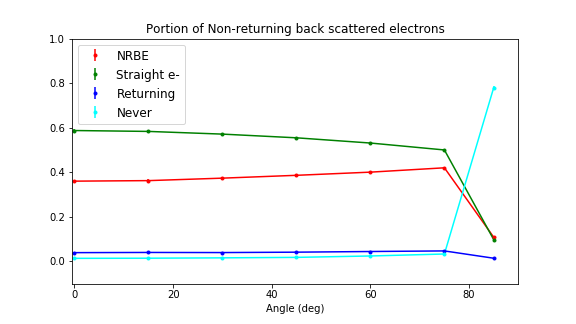 Portion of Non-returning back scattered electrons
1.0
0.8
0.6
0.4
0.2
0.0
NRBE
Straight e-
Returning
Never
0 20 40 60 80
Angle (deg)